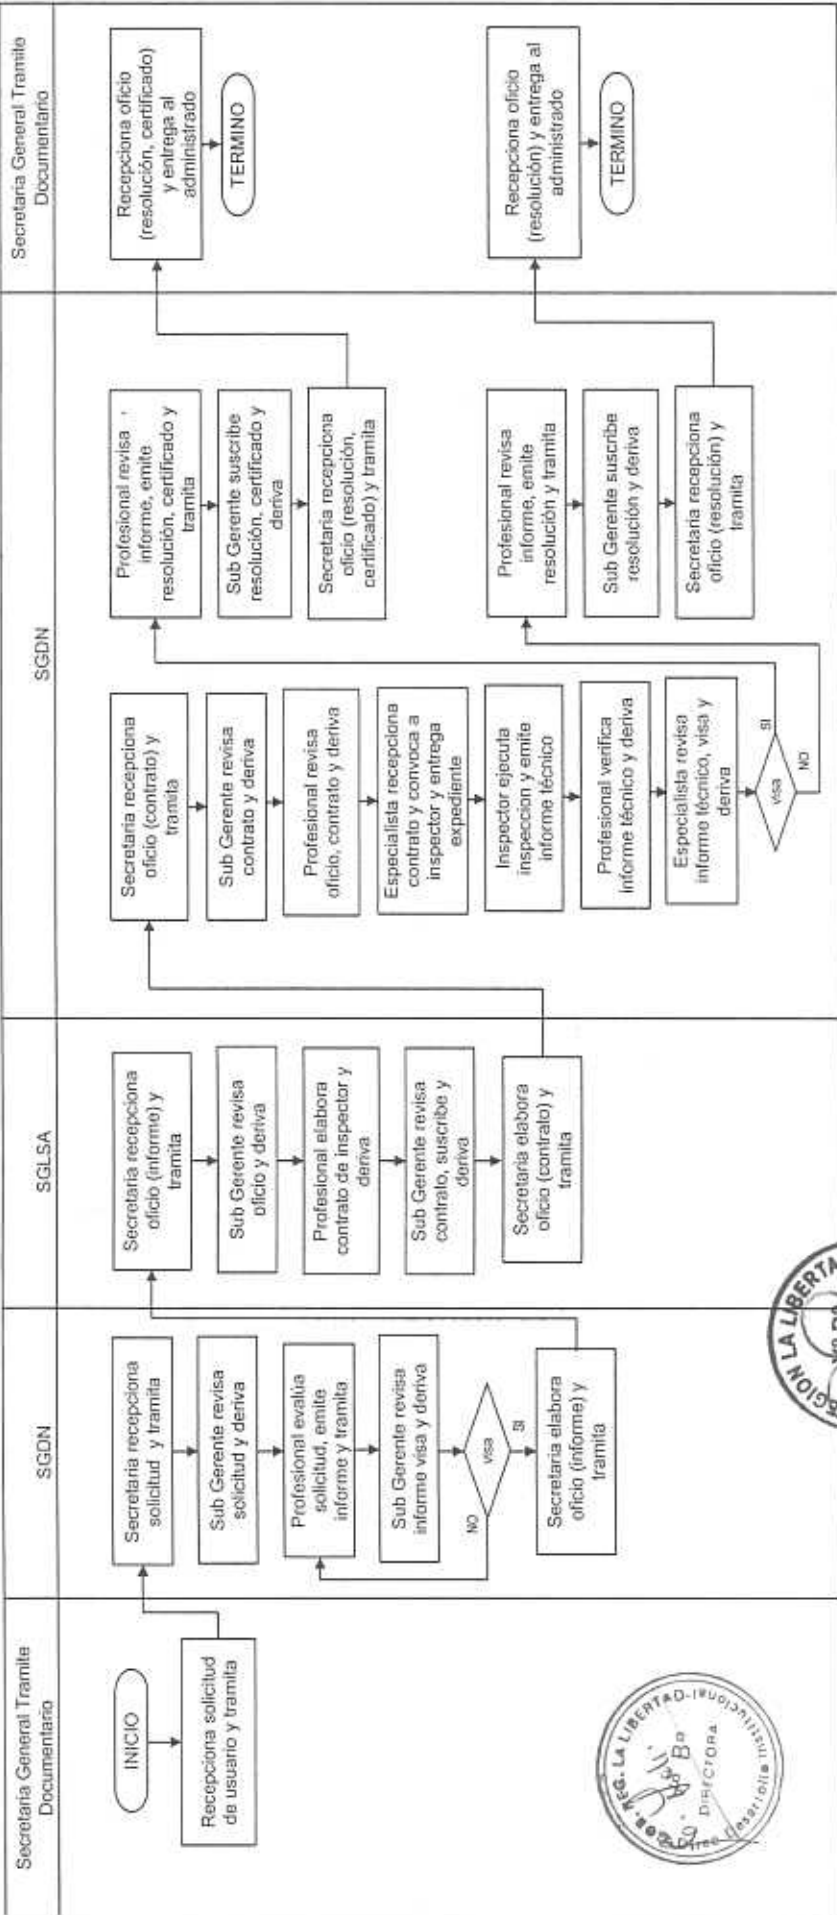 Secretaria General Tramite
Documentario
INICIO
Recepciona solicitud
de usuario y tramita
SGDN
Secretaria recepciona
solicitud y tramita
Sub Gerente revisa
solicitud y deriva
Profesional evalúa
solicitud, emite
informe y tramita
Sub Gerente revisa
informe visa y deriva
visa
NO
SI
Secretaria elabora
oficio (informe) y
tramita
SGLSA
Secretaria recepciona
oficio (informe) y
tramita
Sub Gerente revisa
oficio y deriva
Profesional elabora
contrato de inspector y
deriva
Sub Gerente revisa
contrato, suscribe y
deriva
Secretaria elabora
oficio (contrato) y
tramita
SGDN
Secretaria recepciona
oficio (contrato) y
tramita
Sub Gerente revisa
contrato y deriva
Profesional revisa
oficio, contrato y deriva
Especialista recepciona
contrato y convoca a
inspector y entrega
expediente
Inspector ejecuta
inspeccion y emite
informe técnico
Profesional verifica
informe técnico y deriva
Especialista revisa
informe técnico, visa y
deriva
visa
SI
NO
Profesional revisa
informe, emite
resolución, certificado y
tramita
Sub Gerente suscribe
resolución, certificado y
deriva
Secretaria recepciona
oficio (resolución,
certificado) y tramita
Profesional revisa
informe, emite
resolución y tramita
Sub Gerente suscribe
resolución y deriva
Secretaria recepciona
oficio (resolución) y
tramita
Secretaria General Tramite
Documentario
Recepciona oficio
(resolución, certificado)
y entrega al
administrado
TERMINO
Recepciona oficio
(resolución) y entrega al
administrado
TERMINO
REG. LA LIBERTAD
DIRECTORA
LA LIBERTA